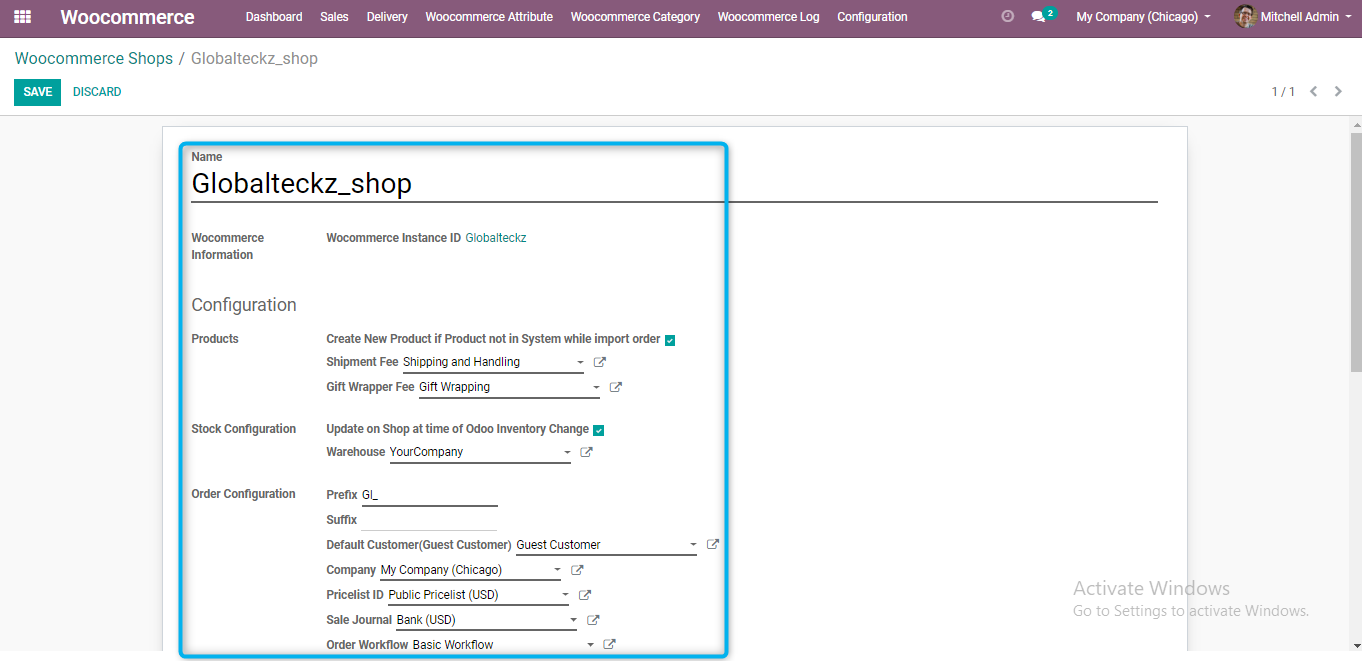 Woocommerce Dashboard Sales Delivery Woocommerce Attribute Woocommerce Category Woocommerce Log Configuration 2 My Company (Chicago) Mitchell Admin
Woocommerce Shops / Globalteckz_shop
SAVE DISCARD 1 / 1
Name
Globalteckz_shop
Wocommerce Information Wocommerce Instance ID Globalteckz
Configuration
Products Create New Product if Product not in System while import order
Shipment Fee Shipping and Handling
Gift Wrapper Fee Gift Wrapping
Stock Configuration Update on Shop at time of Odoo Inventory Change
Warehouse YourCompany
Order Configuration Prefix Gl_
Suffix
Default Customer(Guest Customer) Guest Customer
Company My Company (Chicago)
Pricelist ID Public Pricelist (USD)
Sale Journal Bank (USD)
Order Workflow Basic Workflow
Activate Windows
Go to Settings to activate Windows.